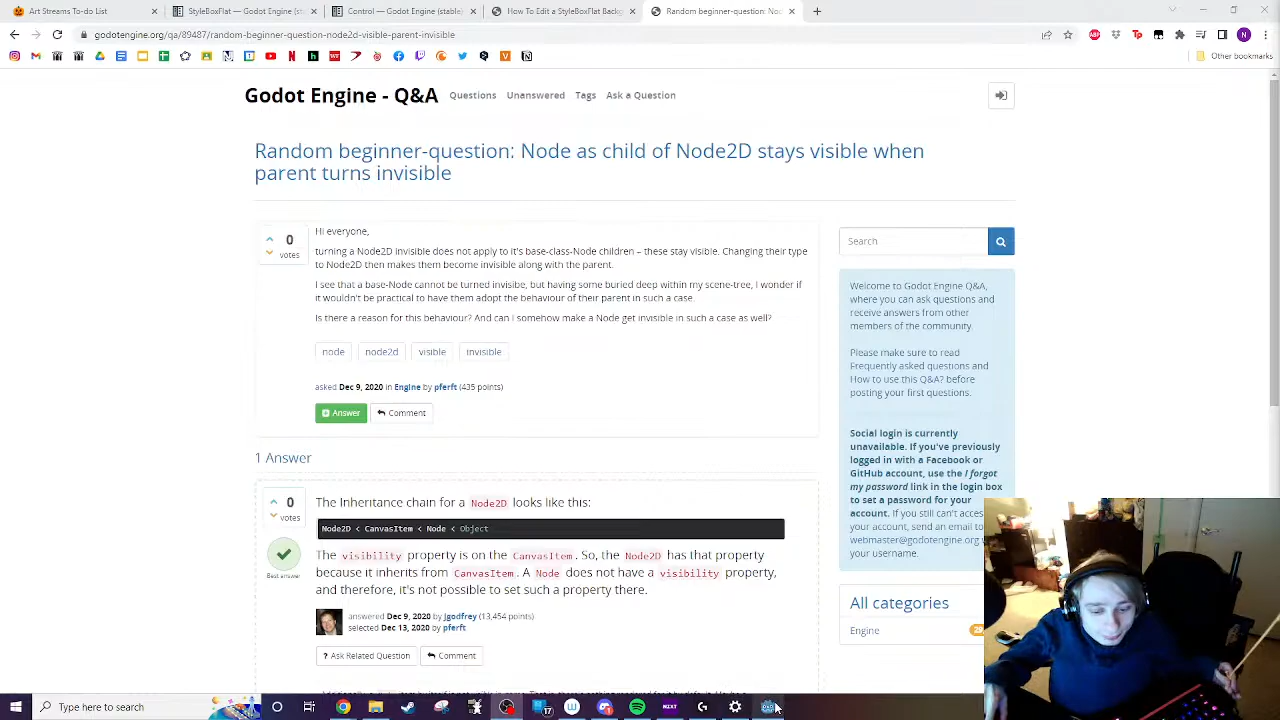 Art Streams To-Do List
StyleBoxFlat — Godot Engine (st
Control — Godot Engine (stable)
How To Edit a StyleBoxFlat Backg
Random beginner-question: Nod
godotengine.org/qa/89487/random-beginner-question-node2d-visible-parent-invisible
Other bookmarks
Godot Engine - Q&A
Questions
Unanswered
Tags
Ask a Question
Random beginner-question: Node as child of Node2D stays visible when
parent turns invisible
0
votes
Hi everyone,
turning a Node2D invisible does not apply to it's base-class-Node children – these stay visible. Changing their type
to Node2D then makes them become invisible along with the parent.
I see that a base-Node cannot be turned invisible, but having some buried deep within my scene-tree, I wonder if
it wouldn't be practical to have them adopt the behaviour of their parent in such a case.
Is there a reason for this behaviour? And can I somehow make a Node get invisible in such a case as well?
node
node2d
visible
invisible
asked Dec 9, 2020 in Engine by pferft (435 points)
Answer
Comment
1 Answer
0
votes
Best answer
The Inheritance chain for a Node2D looks like this:
Node2D < CanvasItem < Node < Object
The visibility property is on the CanvasItem. So, the Node2D has that property
because it inherits from CanvasItem. A Node does not have a visibility property,
and therefore, it's not possible to set such a property there.
answered Dec 9, 2020 by jgodfrey (13,454 points)
selected Dec 13, 2020 by pferft
? Ask Related Question
Comment
Search
Welcome to Godot Engine Q&A,
where you can ask questions and
receive answers from other
members of the community.
Please make sure to read
Frequently asked questions and
How to use this Q&A? before
posting your first questions.
Social login is currently
unavailable. If you've previously
logged in with a Facebook or
GitHub account, use the I forgot
my password link in the login box
to set a password for your
account. If you still can't acces
your account, send an email to
webmaster@godotengine.org
your username.
All categories
Engine
Type here to search